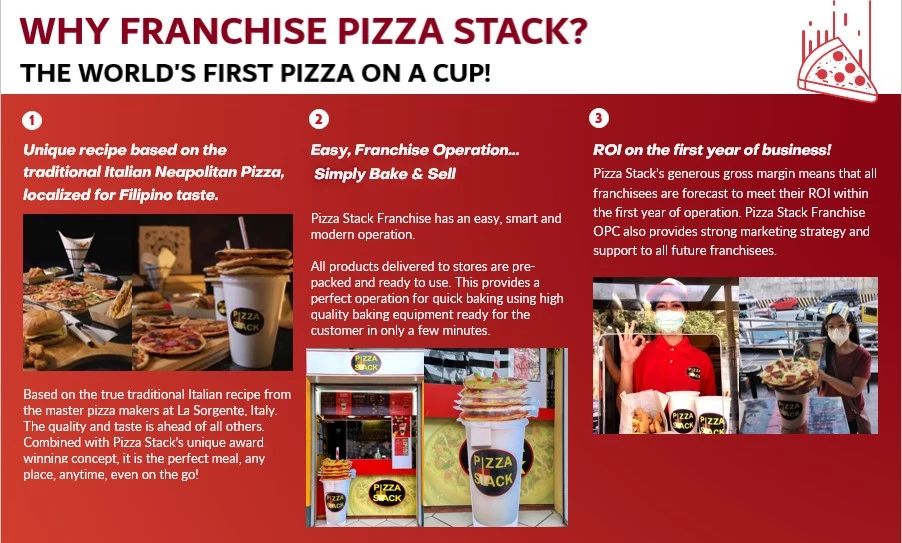 WHY FRANCHISE PIZZA STACK?
THE WORLD'S FIRST PIZZA ON A CUP!
1
Unique recipe based on the
traditional Italian Neapolitan Pizza,
localized for Filipino taste.
PIZZA
STACK
Based on the true traditional Italian recipe from
the master pizza makers at La Sorgente, Italy.
The quality and taste is ahead of all others.
Combined with Pizza Stack's unique award
winning concept, it is the perfect meal, any
place, anytime, even on the go!
2
Easy, Franchise Operation...
Simply Bake & Sell
Pizza Stack Franchise has an easy, smart and
modern operation.
All products delivered to stores are pre-
packed and ready to use. This provides a
perfect operation for quick baking using high
quality baking equipment ready for the
customer in only a few minutes.
PIZZA
STACK
PIZZA
STACK
PIZZA
STACK
PIZZA
STACK
3
ROI on the first year of business!
Pizza Stack's generous gross margin means that all
franchisees are forecast to meet their ROI within
the first year of operation. Pizza Stack Franchise
OPC also provides strong marketing strategy and
support to all future franchisees.
PIZZA
STACK
PIZZA
STACK